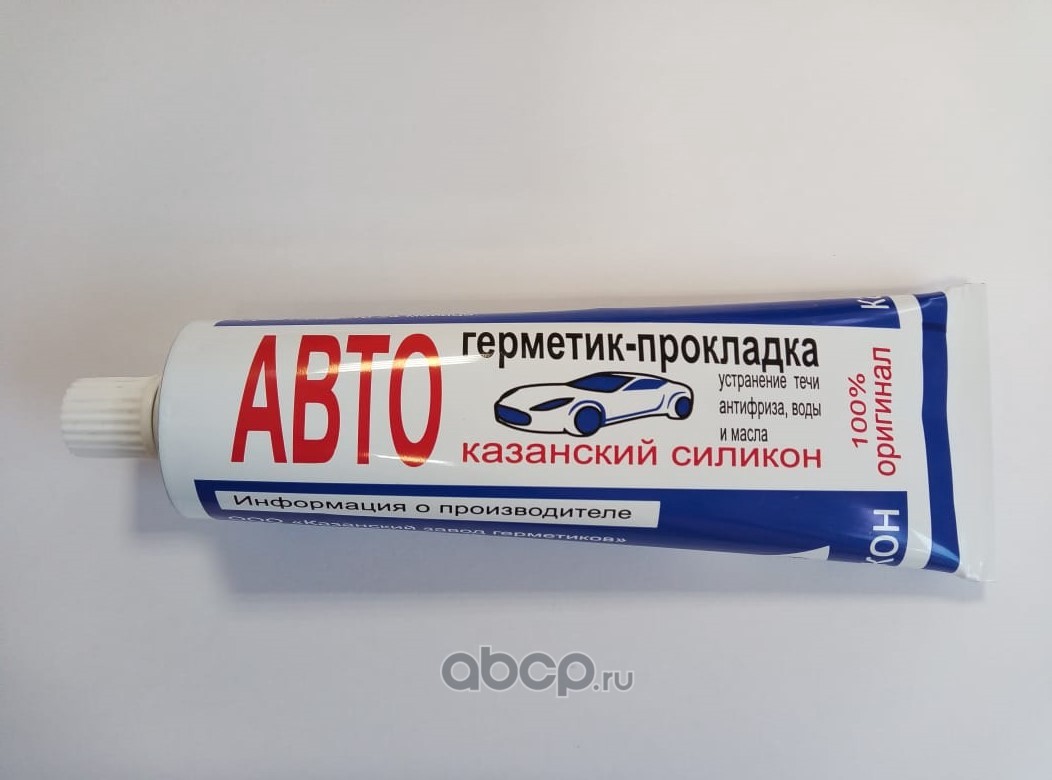 АВТО
герметик-прокладка
устранение течи
антифриза, воды
и масла
казанский силикон
100%
оригинал
Информация о производителе
ООО «Казанский завод герметиков»
кон
abcp.ru